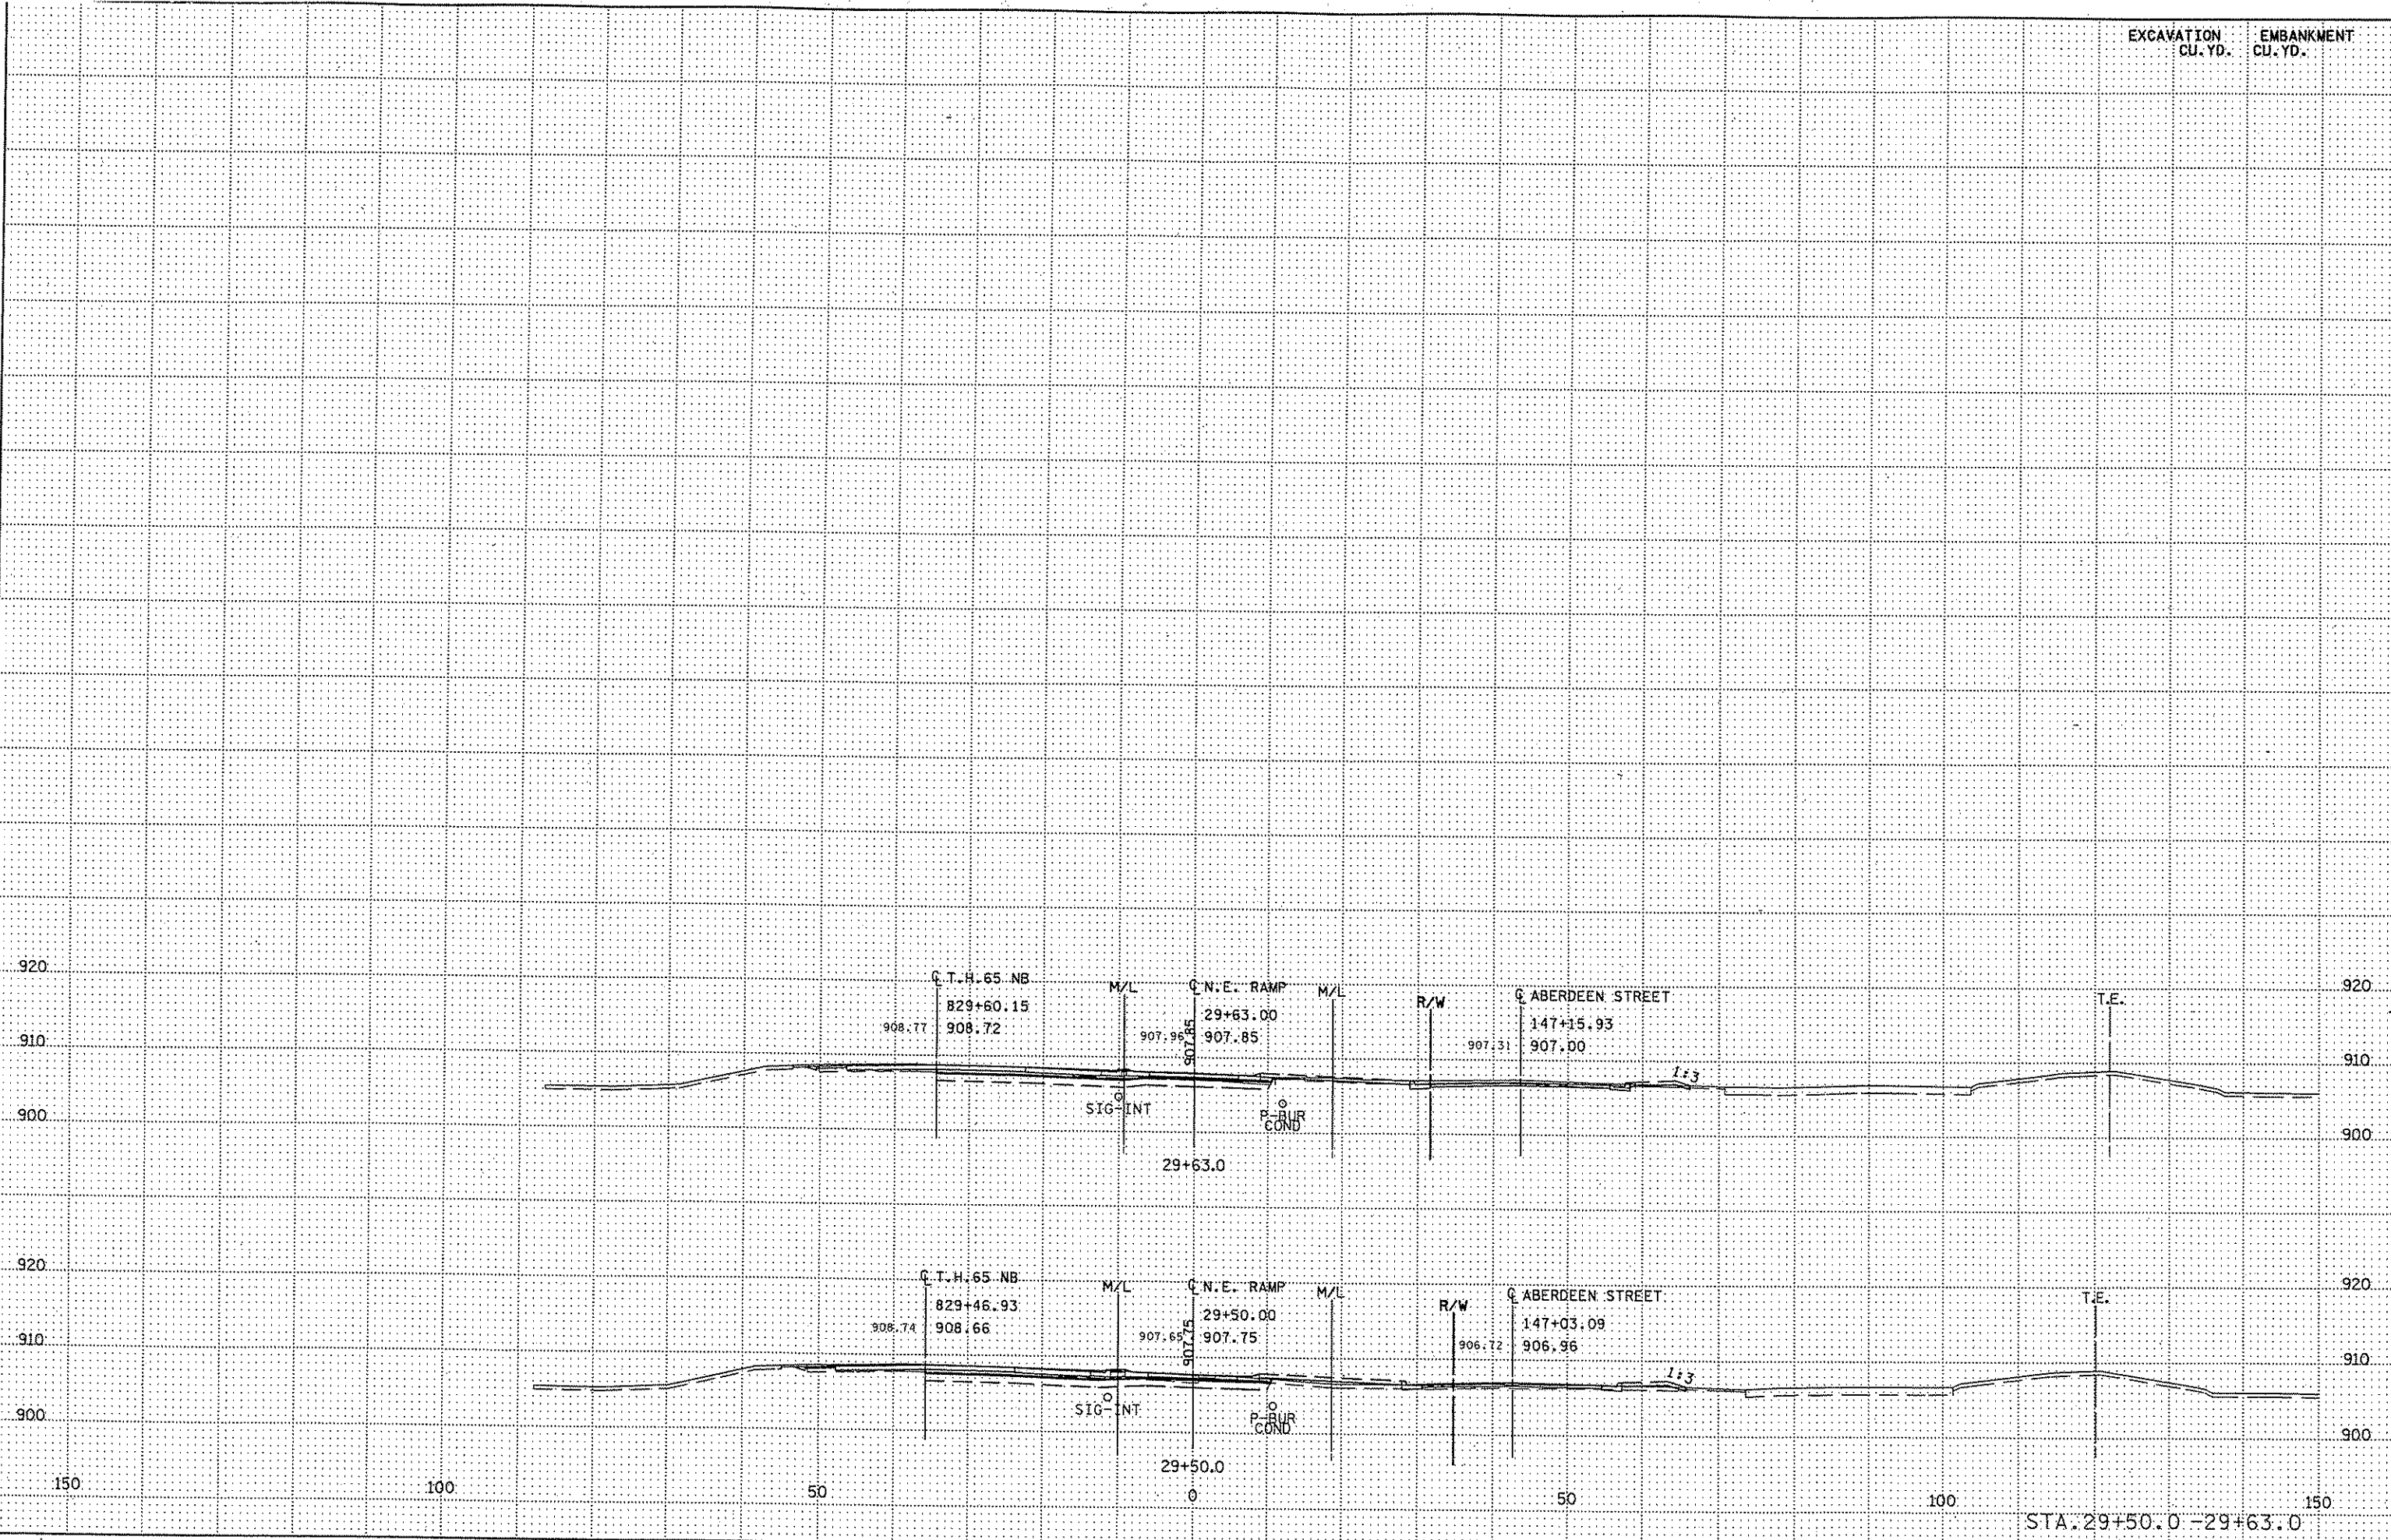 EXCAVATION EMBANKMENT
CU.YD. CU.YD.
920
℄ T.H.65 NB
M/L
℄ N.E. RAMP
M/L
R/W
℄ ABERDEEN STREET
T.E.
920
829+60.15
29+63.00
147+15.93
908.77 908.72
907.96 907.85 907.85
907.31 907.00
910
910
1:3
900
SIG-INT
P-BUR
COND
900
29+63.0
920
℄ T.H.65 NB
M/L
℄ N.E. RAMP
M/L
R/W
℄ ABERDEEN STREET
T.E.
920
829+46.93
29+50.00
147+03.09
908.74 908.66
907.65 907.75 907.75
906.72 906.96
910
910
1:3
900
SIG-INT
P-BUR
COND
900
29+50.0
150 100 50 0 50 100 150
STA.29+50.0 -29+63.0